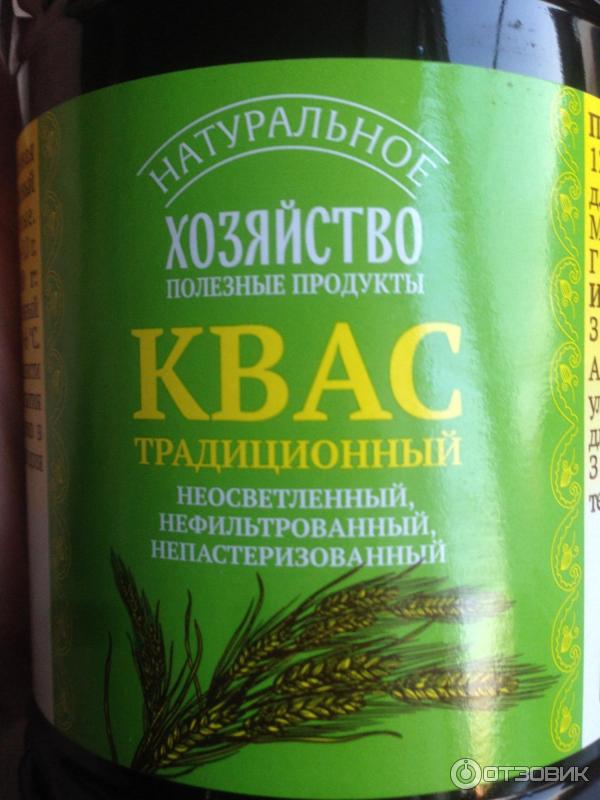 НАТУРАЛЬНОЕ
ХОЗЯЙСТВО
ПОЛЕЗНЫЕ ПРОДУКТЫ
КВАС
ТРАДИЦИОННЫЙ
НЕОСВЕТЛЕННЫЙ,
НЕФИЛЬТРОВАННЫЙ,
НЕПАСТЕРИЗОВАННЫЙ
ОТЗОВИК